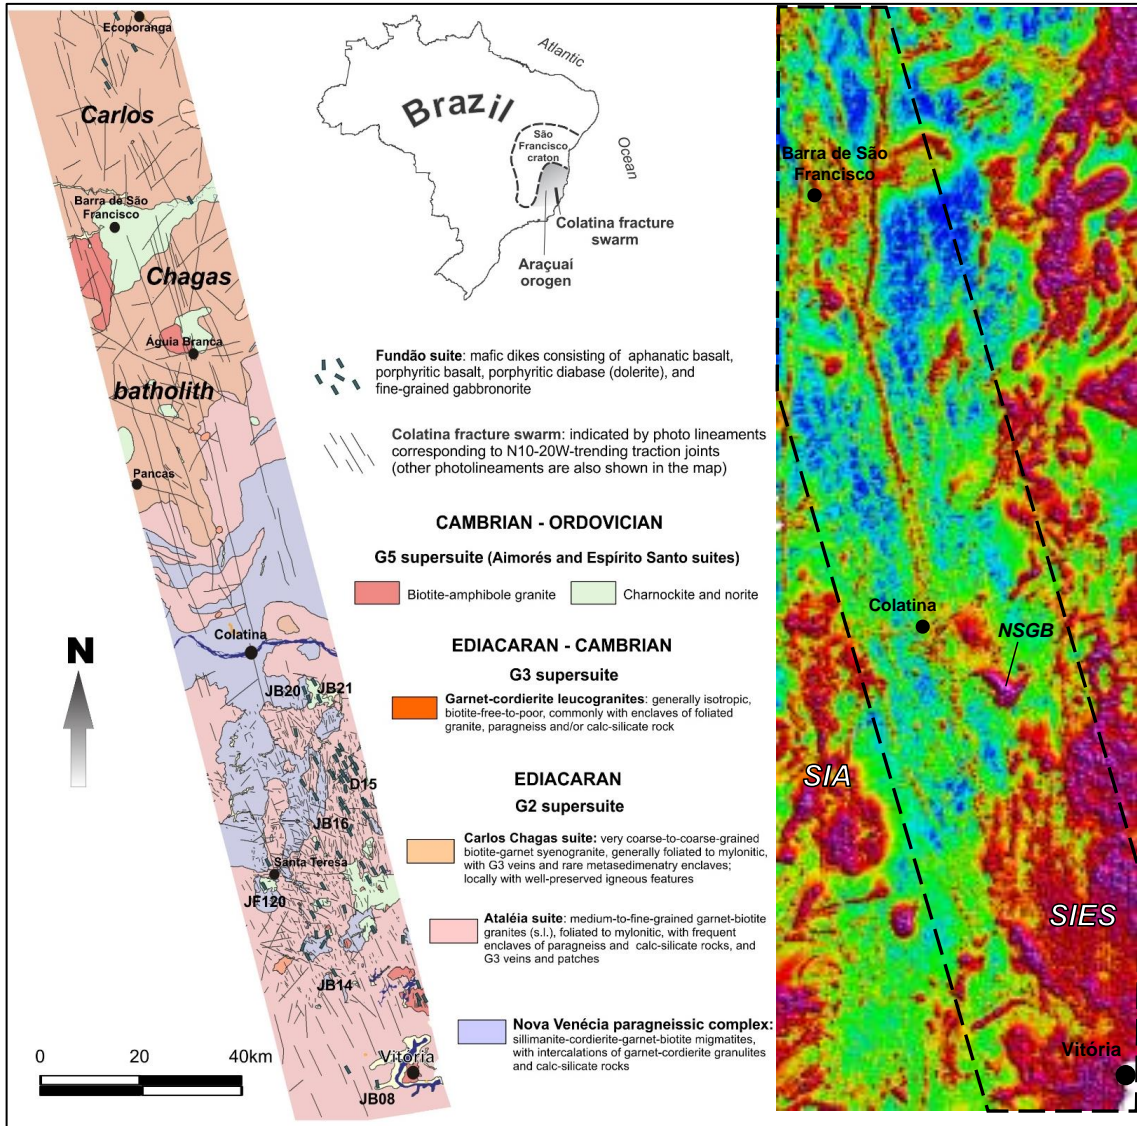 Ecoporanga
Carlos
Barra de São
Francisco
Chagas
Águia Branca
batholith
Pancas
Colatina
JB20
JB21
D15
JB16
Santa Teresa
JF120
JB14
Vitória
JB08
N
0 20 40km
Brazil
Atlantic
Ocean
São
Francisco
craton
Colatina fracture
swarm
Araçuaí
orogen
Fundão suite: mafic dikes consisting of aphanatic basalt,
porphyritic basalt, porphyritic diabase (dolerite), and
fine-grained gabbronorite
Colatina fracture swarm: indicated by photo lineaments
corresponding to N10-20W-trending traction joints
(other photolineaments are also shown in the map)
CAMBRIAN - ORDOVICIAN
G5 supersuite (Aimorés and Espírito Santo suites)
Biotite-amphibole granite
Charnockite and norite
EDIACARAN - CAMBRIAN
G3 supersuite
Garnet-cordierite leucogranites: generally isotropic,
biotite-free-to-poor, commonly with enclaves of foliated
granite, paragneiss and/or calc-silicate rock
EDIACARAN
G2 supersuite
Carlos Chagas suite: very coarse-to-coarse-grained
biotite-garnet syenogranite, generally foliated to mylonitic,
with G3 veins and rare metasedimenatry enclaves;
locally with well-preserved igneous features
Ataléia suite: medium-to-fine-grained garnet-biotite
granites (s.l.), foliated to mylonitic, with frequent
enclaves of paragneiss and calc-silicate rocks, and
G3 veins and patches
Nova Venécia paragneissic complex:
sillimanite-cordierite-garnet-biotite migmatites,
with intercalations of garnet-cordierite granulites
and calc-silicate rocks
Barra de São
Francisco
Colatina
NSGB
SIA
SIES
Vitória